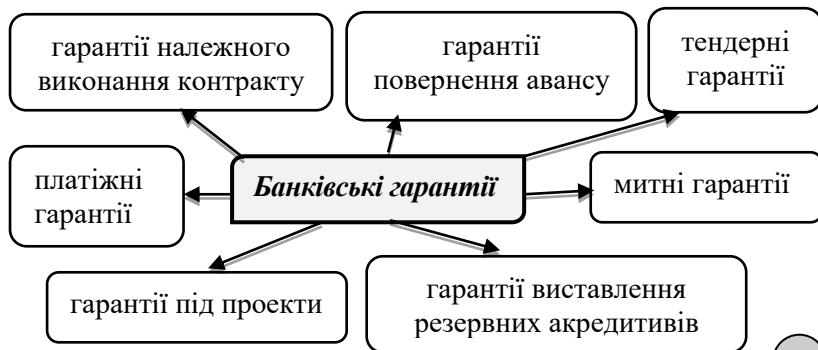 гарантії належного
виконання контракту
гарантії
повернення авансу
тендерні
гарантії
платіжні
гарантії
Банківські гарантії
митні гарантії
гарантії під проекти
гарантії виставлення
резервних акредитивів